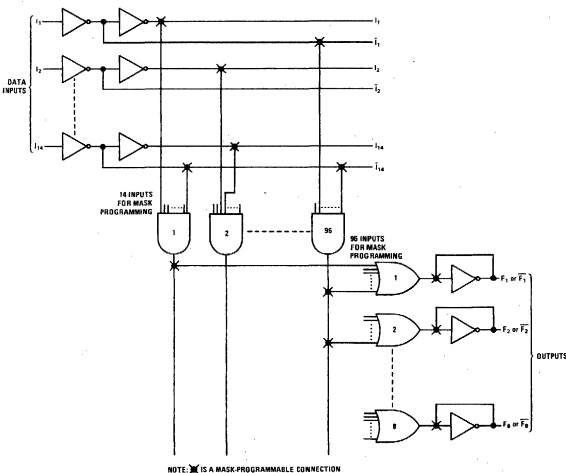 I₁
I₁
Ī₁
I₂
I₂
Ī₂
DATA
INPUTS
I₁₄
I₁₄
Ī₁₄
14 INPUTS
FOR MASK
PROGRAMMING
1
2
96
96 INPUTS
FOR MASK
PROGRAMMING
1
F₁ or F̅₁
2
F₂ or F̅₂
OUTPUTS
8
F₈ or F̅₈
NOTE: IS A MASK-PROGRAMMABLE CONNECTION